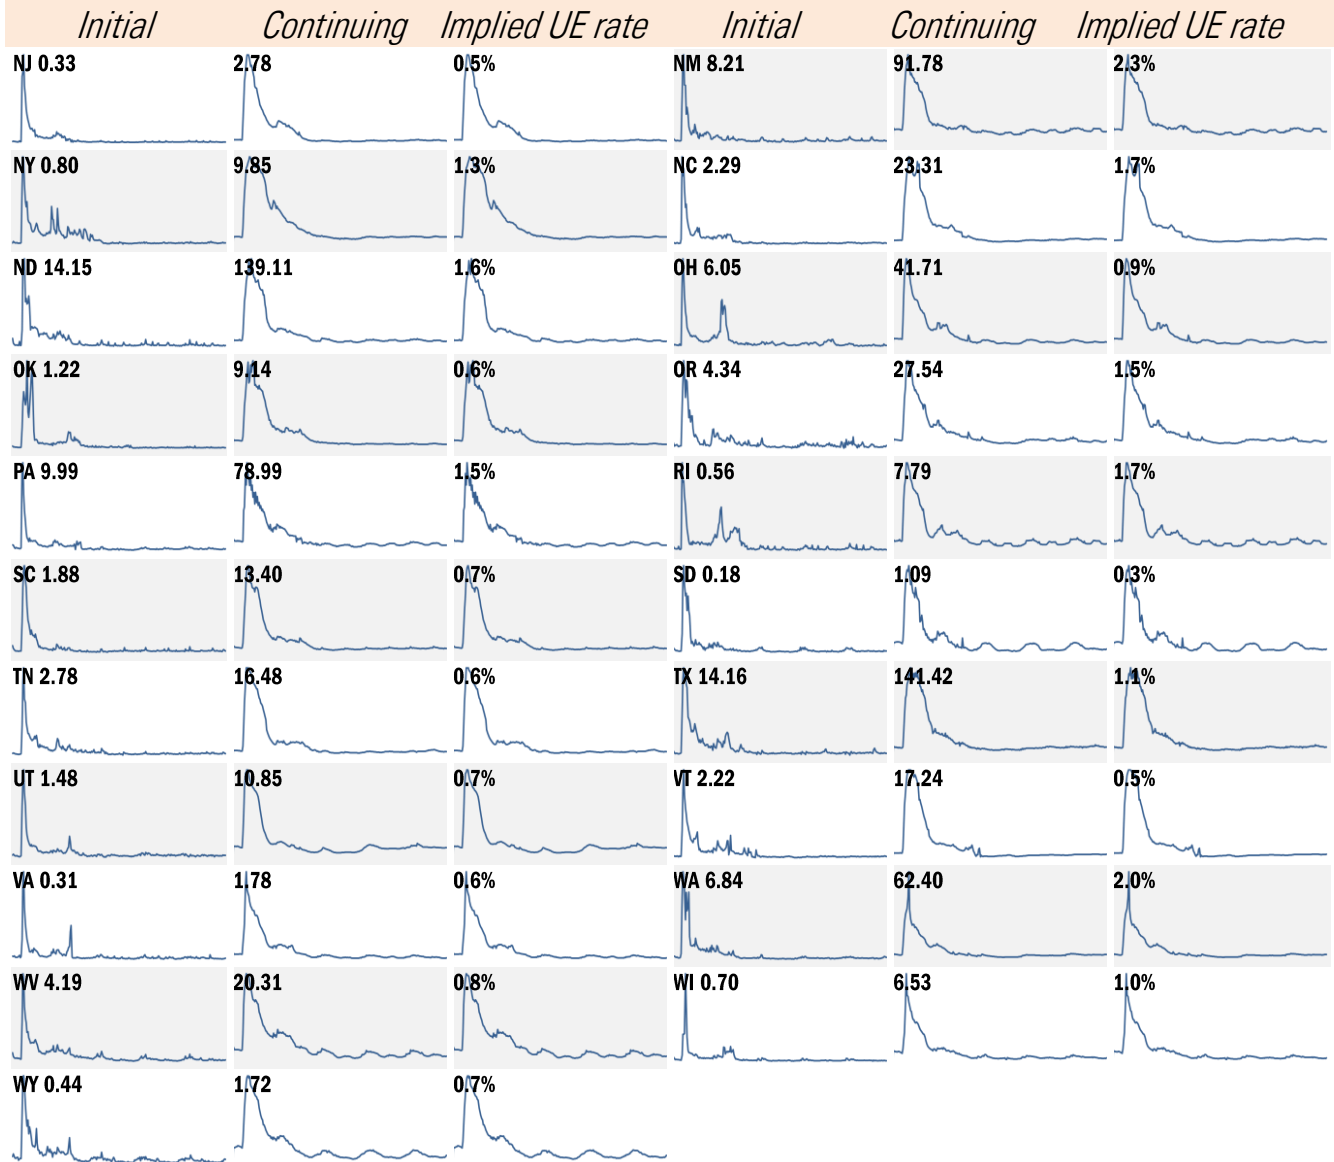 Initial Continuing Implied UE rate Initial Continuing Implied UE rate
NJ 0.33 2.78 0.5% NM 8.21 91.78 2.3%
NY 0.80 9.85 1.3% NC 2.29 23.31 1.7%
ND 14.15 139.11 1.6% OH 6.05 41.71 0.9%
OK 1.22 9.14 0.6% OR 4.34 27.54 1.5%
PA 9.99 78.99 1.5% RI 0.56 7.79 1.7%
SC 1.88 13.40 0.7% SD 0.18 1.09 0.3%
TN 2.78 16.48 0.6% TX 14.16 141.42 1.1%
UT 1.48 10.85 0.7% VT 2.22 17.24 0.5%
VA 0.31 1.78 0.6% WA 6.84 62.40 2.0%
WV 4.19 20.31 0.8% WI 0.70 6.53 1.0%
WY 0.44 1.72 0.7%